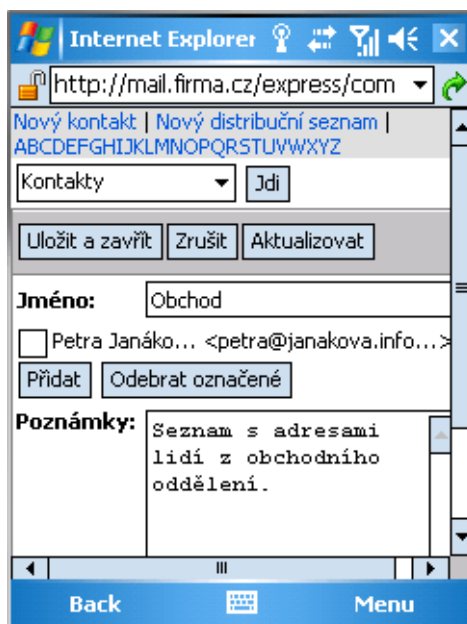 Internet Explorer
http://mail.firma.cz/express/com
Nový kontakt | Nový distribuční seznam |
ABCDEFGHIJKLMNOPQRSTUVWXYZ
Kontakty Jdi
Uložit a zavřít Zrušit Aktualizovat
Jméno: Obchod
Petra Janáko... <petra@janakova.info...>
Přidat Odebrat označené
Poznámky: Seznam s adresami
lidí z obchodního
oddělení.
Back Menu